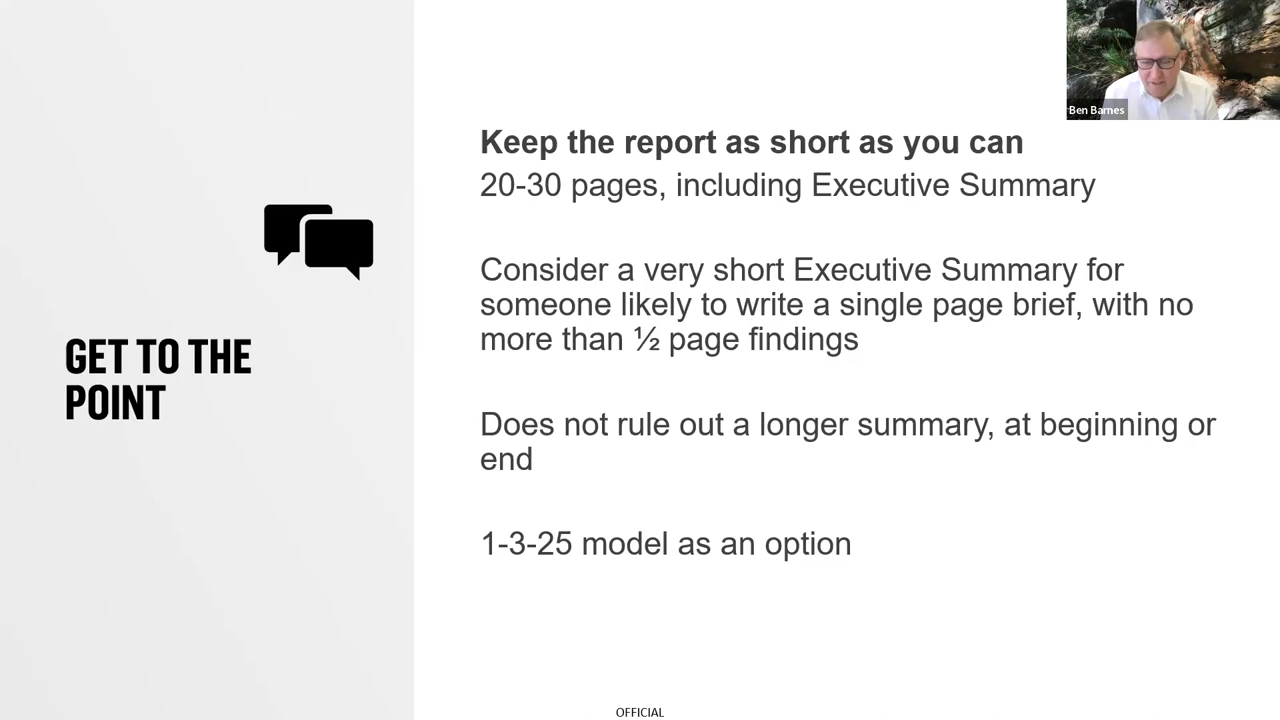 Ben Barnes
GET TO THE
POINT
Keep the report as short as you can
20-30 pages, including Executive Summary
Consider a very short Executive Summary for
someone likely to write a single page brief, with no
more than ½ page findings
Does not rule out a longer summary, at beginning or
end
1-3-25 model as an option
OFFICIAL